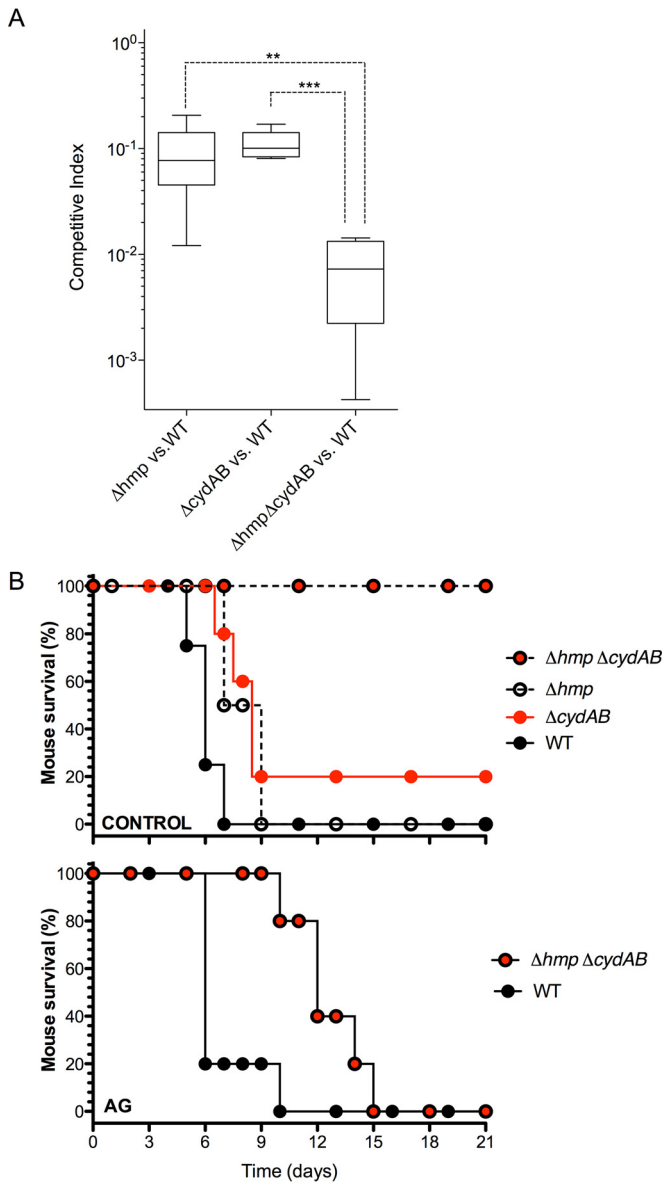 A
10⁰
**
***
10⁻¹
10⁻²
10⁻³
Competitive Index
Δhmp vs.WT
ΔcydAB vs. WT
ΔhmpΔcydAB vs. WT
B
100
80
60
40
20
0
Mouse survival (%)
CONTROL
Δhmp ΔcydAB
Δhmp
ΔcydAB
WT
100
80
60
40
20
0
Mouse survival (%)
AG
Δhmp ΔcydAB
WT
0 3 6 9 12 15 18 21
Time (days)